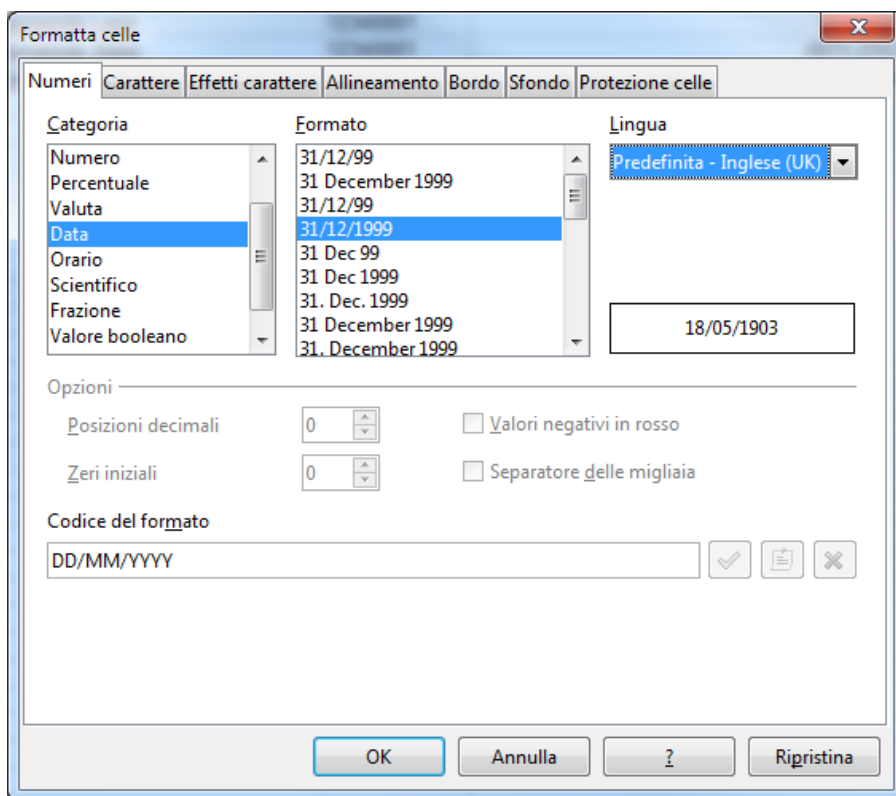 Formatta celle
Numeri Carattere Effetti carattere Allineamento Bordo Sfondo Protezione celle
Categoria
Numero
Percentuale
Valuta
Data
Orario
Scientifico
Frazione
Valore booleano
Formato
31/12/99
31 December 1999
31/12/99
31/12/1999
31 Dec 99
31 Dec 1999
31. Dec. 1999
31 December 1999
31. December 1999
Lingua
Predefinita - Inglese (UK)
18/05/1903
Opzioni
Posizioni decimali 0
Valori negativi in rosso
Zeri iniziali 0
Separatore delle migliaia
Codice del formato
DD/MM/YYYY
OK Annulla ? Ripristina